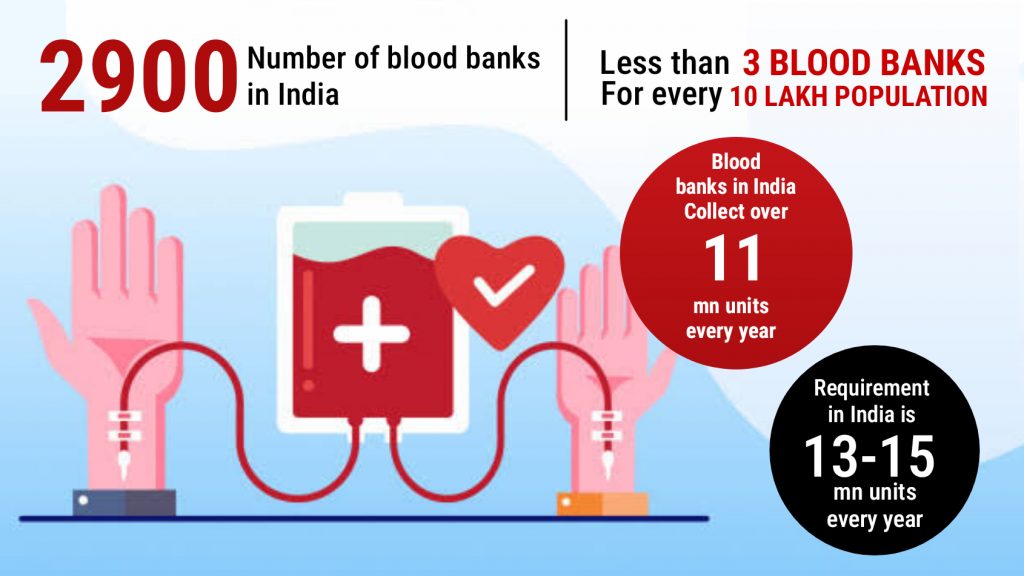 2900
Number of blood banks
in India
Less than 3 BLOOD BANKS
For every 10 LAKH POPULATION
Blood
banks in India
Collect over
11
mn units
every year
Requirement
in India is
13-15
mn units
every year